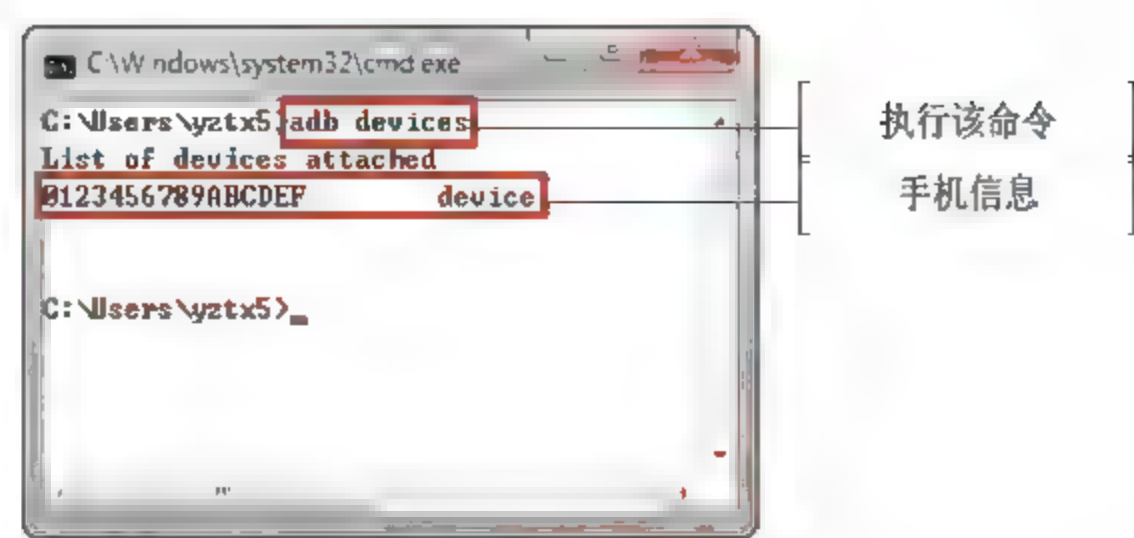 C:\Windows\system32\cmd.exe
C:\Users\yztx5>adb devices
List of devices attached
0123456789ABCDEF device
C:\Users\yztx5>_
执行该命令
手机信息